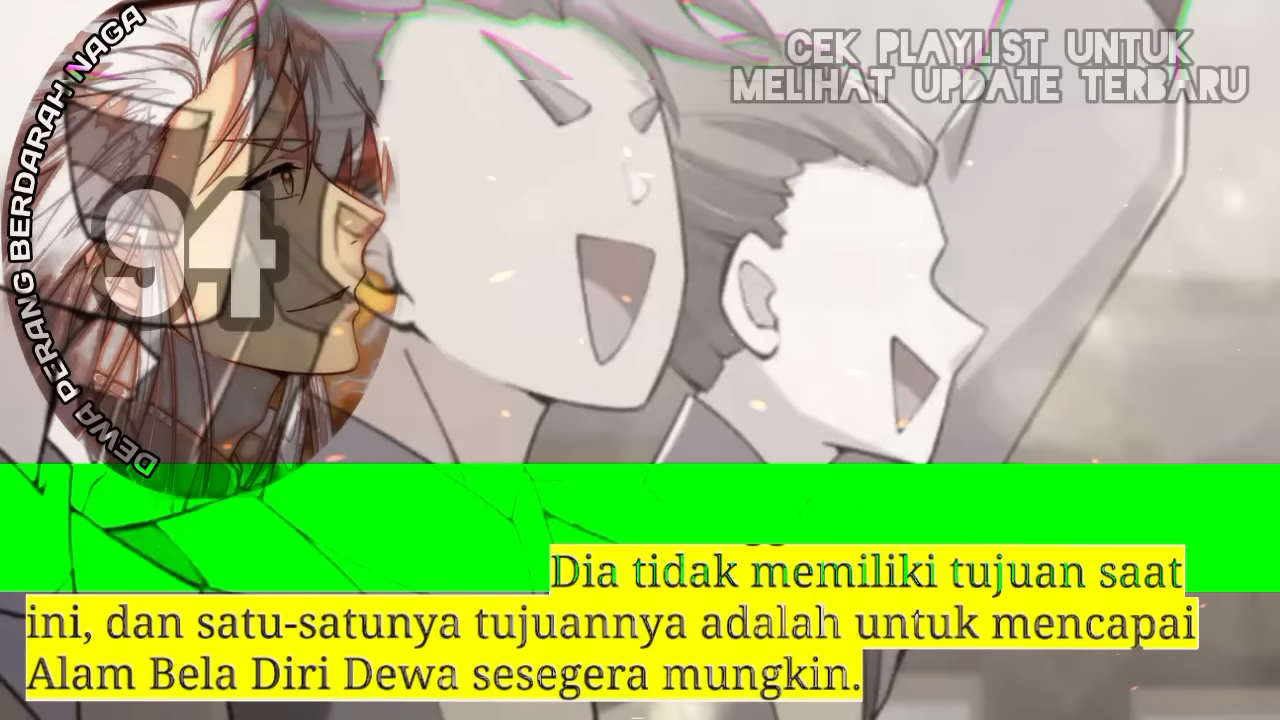 DEWA PERANG BERDARAH NAGA
94
CEK PLAYLIST UNTUK
MELIHAT UPDATE TERBARU
Dia tidak memiliki tujuan saat
ini, dan satu-satunya tujuannya adalah untuk mencapai
Alam Bela Diri Dewa sesegera mungkin.